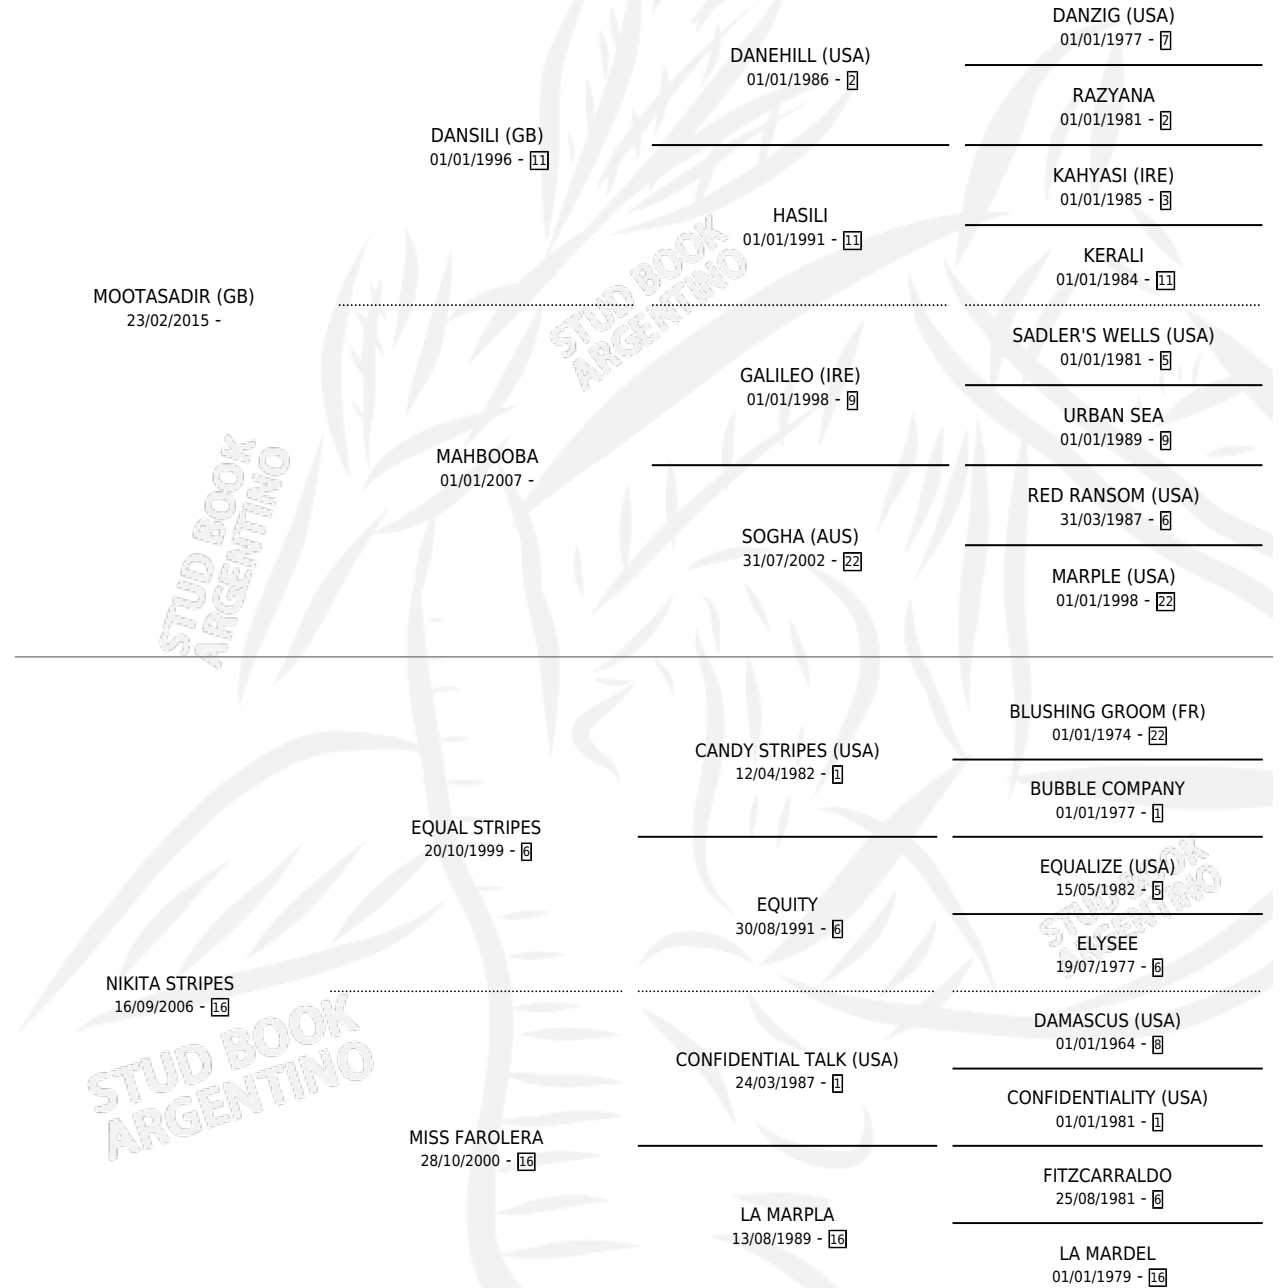 DANZIG (USA)
01/01/1977 - 7
DANEHILL (USA)
01/01/1986 - 2
RAZYANA
01/01/1981 - 2
DANSILI (GB)
01/01/1996 - 11
KAHYASI (IRE)
01/01/1985 - 3
HASILI
01/01/1991 - 11
KERALI
01/01/1984 - 11
MOOTASADIR (GB)
23/02/2015 -
SADLER'S WELLS (USA)
01/01/1981 - 5
GALILEO (IRE)
01/01/1998 - 9
URBAN SEA
01/01/1989 - 9
MAHBOOBA
01/01/2007 -
RED RANSOM (USA)
31/03/1987 - 6
SOGHA (AUS)
31/07/2002 - 22
MARPLE (USA)
01/01/1998 - 22
BLUSHING GROOM (FR)
01/01/1974 - 22
CANDY STRIPES (USA)
12/04/1982 - 1
BUBBLE COMPANY
01/01/1977 - 1
EQUAL STRIPES
20/10/1999 - 6
EQUALIZE (USA)
15/05/1982 - 5
EQUITY
30/08/1991 - 6
ELYSEE
19/07/1977 - 6
NIKITA STRIPES
16/09/2006 - 16
DAMASCUS (USA)
01/01/1964 - 8
CONFIDENTIAL TALK (USA)
24/03/1987 - 1
CONFIDENTIALITY (USA)
01/01/1981 - 1
MISS FAROLERA
28/10/2000 - 16
FITZCARRALDO
25/08/1981 - 6
LA MARPLA
13/08/1989 - 16
LA MARDEL
01/01/1979 - 16
STUD BOOK
ARGENTINO
STUD BOOK
ARGENTINO
STUD BOOK
ARGENTINO
STUD BOOK
ARGENTINO